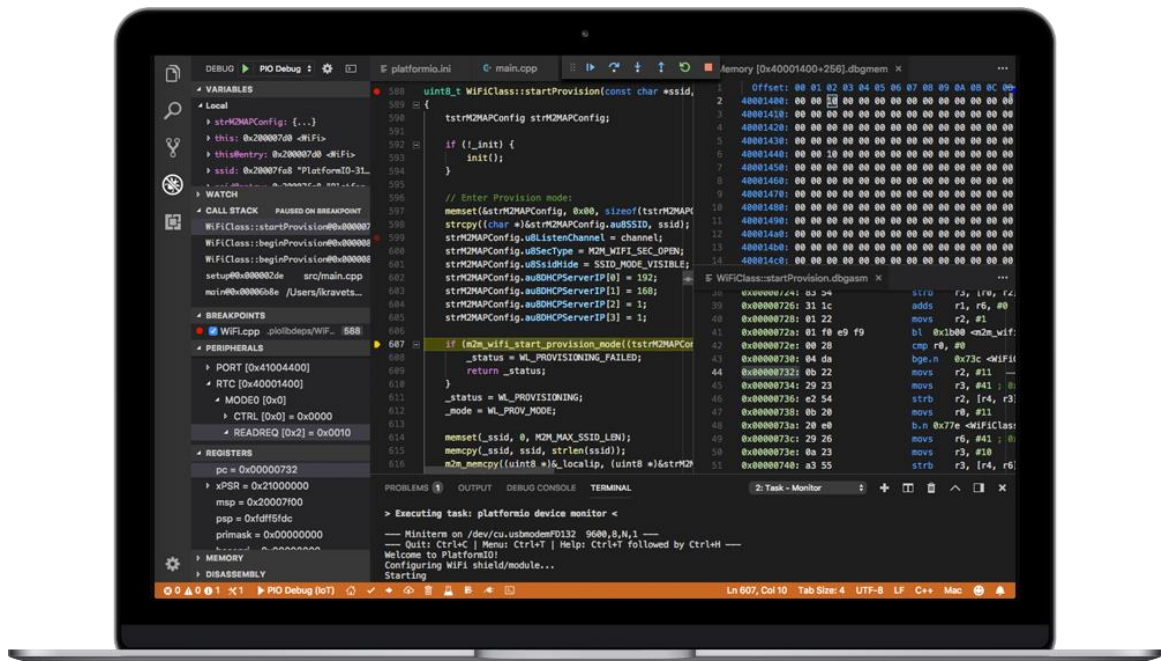 DEBUG PIO Debug
VARIABLES
Local
strM2MAPConfig: {...}
this: 0x200007d0 <WiFi>
this@entry: 0x200007d0 <WiFi>
ssid: 0x20007fa8 "PlatformIO-31…
WATCH
CALL STACK PAUSED ON BREAKPOINT
WiFiClass::startProvision@0x000007
WiFiClass::beginProvision@0x000008
WiFiClass::beginProvision@0x000008
setup@0x000002de src/main.cpp
main@0x00006b8e /Users/ikravets...
BREAKPOINTS
WiFi.cpp .piolibdeps/WiF.. 588
PERIPHERALS
PORT [0x41004400]
RTC [0x40001400]
MODE0 [0x0]
CTRL [0x0] = 0x0000
READREQ [0x2] = 0x0010
REGISTERS
pc = 0x00000732
xPSR = 0x21000000
msp = 0x20007f00
psp = 0xfdff5fdc
primask = 0x00000000
MEMORY
DISASSEMBLY
platformio.ini main.cpp
588 uint8_t WiFiClass::startProvision(const char *ssid,
589 {
590 tstrM2MAPConfig strM2MAPConfig;
591
592 if (!_init) {
593 init();
594 }
595
596 // Enter Provision mode:
597 memset(&strM2MAPConfig, 0x00, sizeof(tstrM2MAPC
598 strcpy((char *)&strM2MAPConfig.au8SSID, ssid);
599 strM2MAPConfig.u8ListenChannel = channel;
600 strM2MAPConfig.u8SecType = M2M_WIFI_SEC_OPEN;
601 strM2MAPConfig.u8SsidHide = SSID_MODE_VISIBLE;
602 strM2MAPConfig.au8DHCPServerIP[0] = 192;
603 strM2MAPConfig.au8DHCPServerIP[1] = 168;
604 strM2MAPConfig.au8DHCPServerIP[2] = 1;
605 strM2MAPConfig.au8DHCPServerIP[3] = 1;
606
607 if (m2m_wifi_start_provision_mode((tstrM2MAPCon
608 _status = WL_PROVISIONING_FAILED;
609 return _status;
610 }
611 _status = WL_PROVISIONING;
612 _mode = WL_PROV_MODE;
613
614 memset(_ssid, 0, M2M_MAX_SSID_LEN);
615 memcpy(_ssid, ssid, strlen(ssid));
616 m2m_memcpy((uint8 *)&_localip, (uint8 *)&strM2M
Memory [0x40001400+256].dbgmem
1 Offset: 00 01 02 03 04 05 06 07 08 09 0A 0B 0C 0D
2 40001400: 00 00 10 00 00 00 00 00 00 00 00 00 00 00
3 40001410: 00 00 00 00 00 00 00 00 00 00 00 00 00 00
4 40001420: 00 00 00 00 00 00 00 00 00 00 00 00 00 00
5 40001430: 00 00 00 00 00 00 00 00 00 00 00 00 00 00
6 40001440: 00 00 10 00 00 00 00 00 00 00 00 00 00 00
7 40001450: 00 00 00 00 00 00 00 00 00 00 00 00 00 00
8 40001460: 00 00 00 00 00 00 00 00 00 00 00 00 00 00
9 40001470: 00 00 00 00 00 00 00 00 00 00 00 00 00 00
10 40001480: 00 00 00 00 00 00 00 00 00 00 00 00 00 00
11 40001490: 00 00 00 00 00 00 00 00 00 00 00 00 00 00
12 400014a0: 00 00 00 00 00 00 00 00 00 00 00 00 00 00
13 400014b0: 00 00 00 00 00 00 00 00 00 00 00 00 00 00
14 400014c0: 00 00 00 00 00 00 00 00 00 00 00 00 00 00
WiFiClass::startProvision.dbgasm
38 0x00000724: 83 54 strb r3, [r0, r2
39 0x00000726: 31 1c adds r1, r6, #0
40 0x00000728: 01 22 movs r2, #1
41 0x0000072a: 01 f0 e9 f9 bl 0x1b00 <m2m_wif:
42 0x0000072e: 00 28 cmp r0, #0
43 0x00000730: 04 da bge.n 0x73c <WiFiC
44 0x00000732: 0b 22 movs r2, #11
45 0x00000734: 29 23 movs r3, #41 ; 0
46 0x00000736: e2 54 strb r2, [r4, r3]
47 0x00000738: 0b 20 movs r0, #11
48 0x0000073a: 20 e0 b.n 0x77e <WiFiClas
49 0x0000073c: 29 26 movs r6, #41 ; 0
50 0x0000073e: 0a 23 movs r3, #10
51 0x00000740: a3 55 strb r3, [r4, r6]
PROBLEMS 1 OUTPUT DEBUG CONSOLE TERMINAL 2: Task - Monitor
> Executing task: platformio device monitor <
--- Miniterm on /dev/cu.usbmodemFD132 9600,8,N,1 ---
--- Quit: Ctrl+C | Menu: Ctrl+T | Help: Ctrl+T followed by Ctrl+H ---
Welcome to PlatformIO!
Configuring WiFi shield/module...
Starting
0 0 1 1 PIO Debug (IoT) Ln 607, Col 10 Tab Size: 4 UTF-8 LF C++ Mac